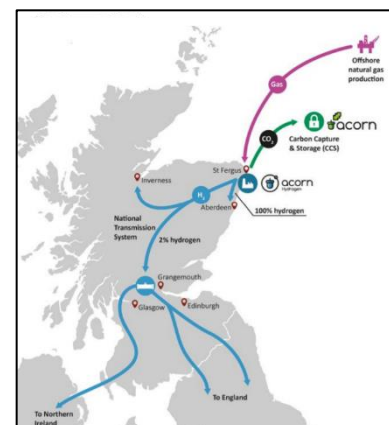 Offshore
natural gas
production
Gas
acorn
CO₂
Carbon Capture
& Storage (CCS)
St Fergus
Inverness
acorn
hydrogen
H₂
Aberdeen
100% hydrogen
National
Transmission
System
2% hydrogen
Grangemouth
Glasgow
Edinburgh
To England
To Northern
Ireland